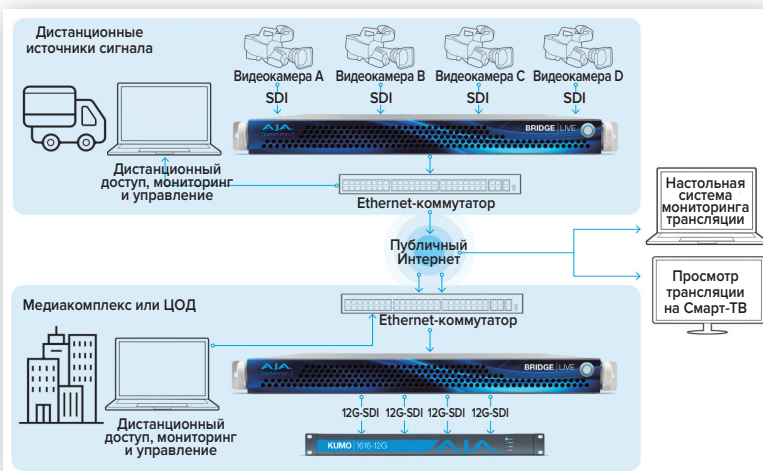 Дистанционные
источники сигнала
Видеокамера A
Видеокамера B
Видеокамера C
Видеокамера D
SDI
SDI
SDI
SDI
AJA
BRIDGE | LIVE
Дистанционный
доступ, мониторинг
и управление
Ethernet-коммутатор
Публичный
Интернет
Настольная
система
мониторинга
трансляции
Просмотр
трансляции
на Смарт-ТВ
Медиакомплекс или ЦОД
Ethernet-коммутатор
AJA
BRIDGE | LIVE
Дистанционный
доступ, мониторинг
и управление
12G-SDI
12G-SDI
12G-SDI
12G-SDI
KUMO | 1616-12G
AJA